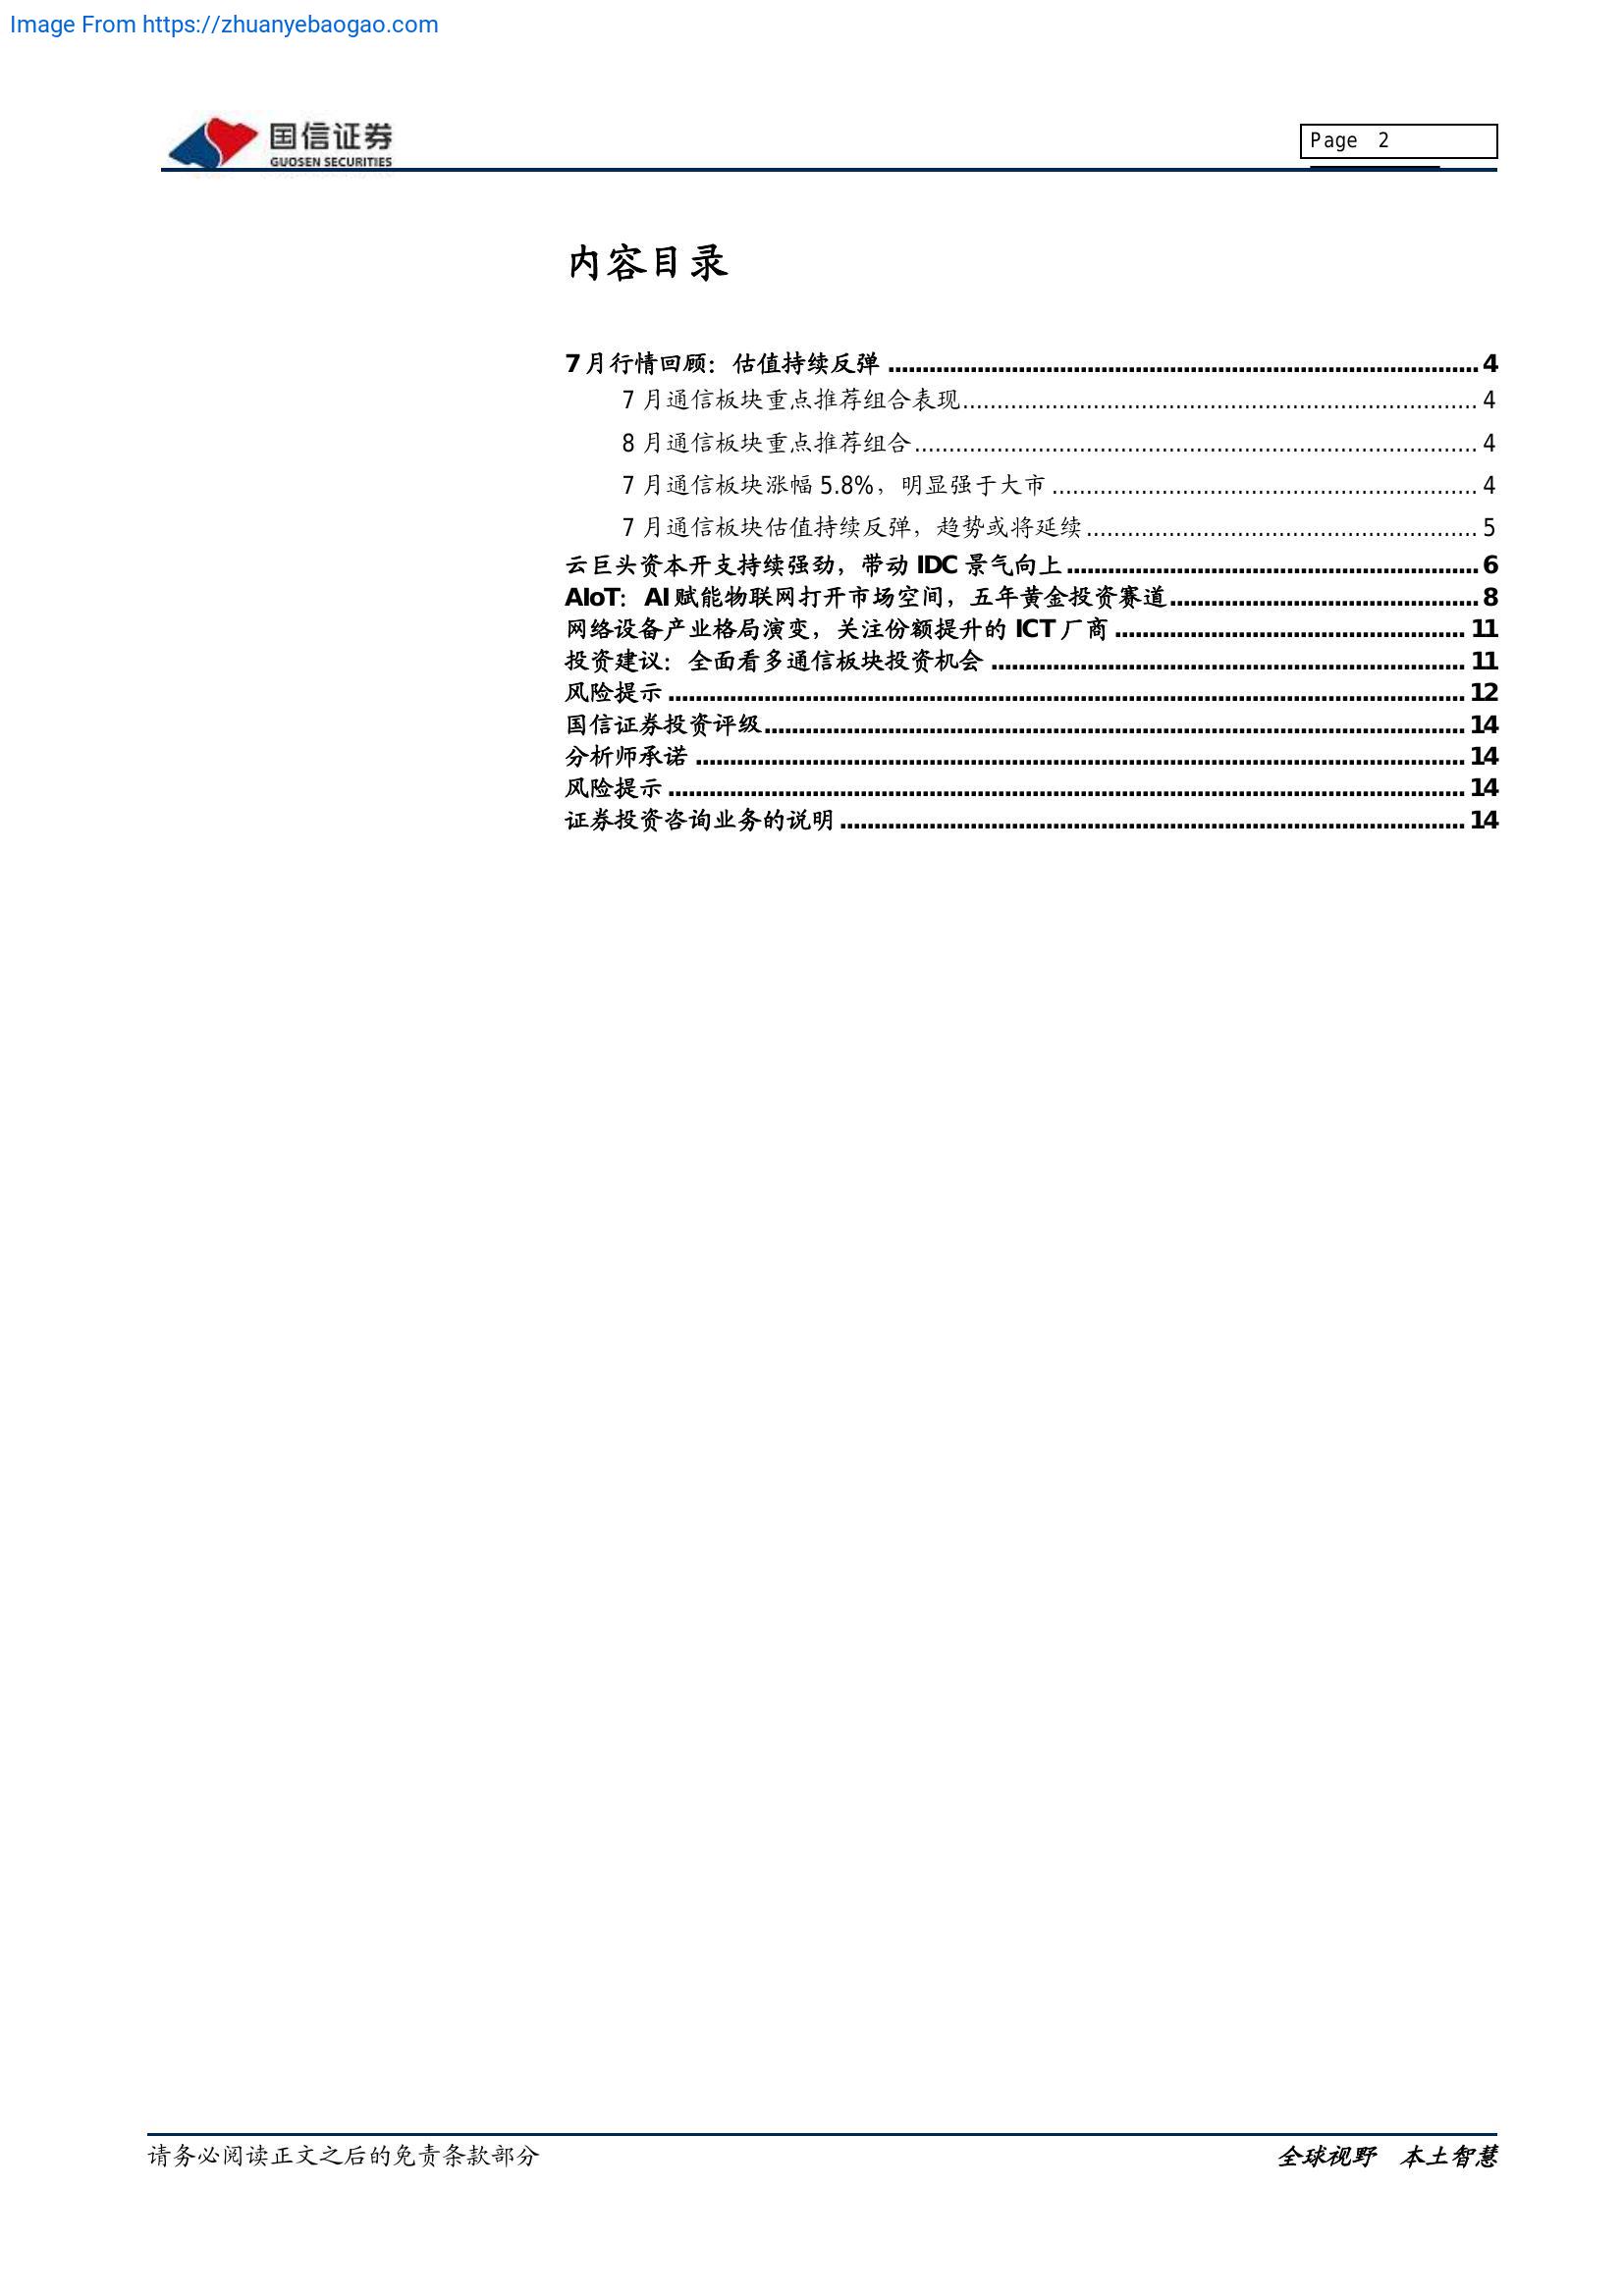 Image From https://zhuanyebaogao.com
国信证券
GUOSEN SECURITIES
Page 2
内容目录
7 月行情回顾：估值持续反弹 ........................................ 4
7 月通信板块重点推荐组合表现........................................ 4
8 月通信板块重点推荐组合........................................ 4
7 月通信板块涨幅 5.8%，明显强于大市 ........................................ 4
7 月通信板块估值持续反弹，趋势或将延续........................................ 5
云巨头资本开支持续强劲，带动 IDC 景气向上........................................ 6
AIoT：AI 赋能物联网打开市场空间，五年黄金投资赛道........................................ 8
网络设备产业格局演变，关注份额提升的 ICT 厂商 ........................................ 11
投资建议：全面看多通信板块投资机会 ........................................ 11
风险提示 ........................................ 12
国信证券投资评级........................................ 14
分析师承诺 ........................................ 14
风险提示 ........................................ 14
证券投资咨询业务的说明 ........................................ 14
请务必阅读正文之后的免责条款部分
全球视野 本土智慧